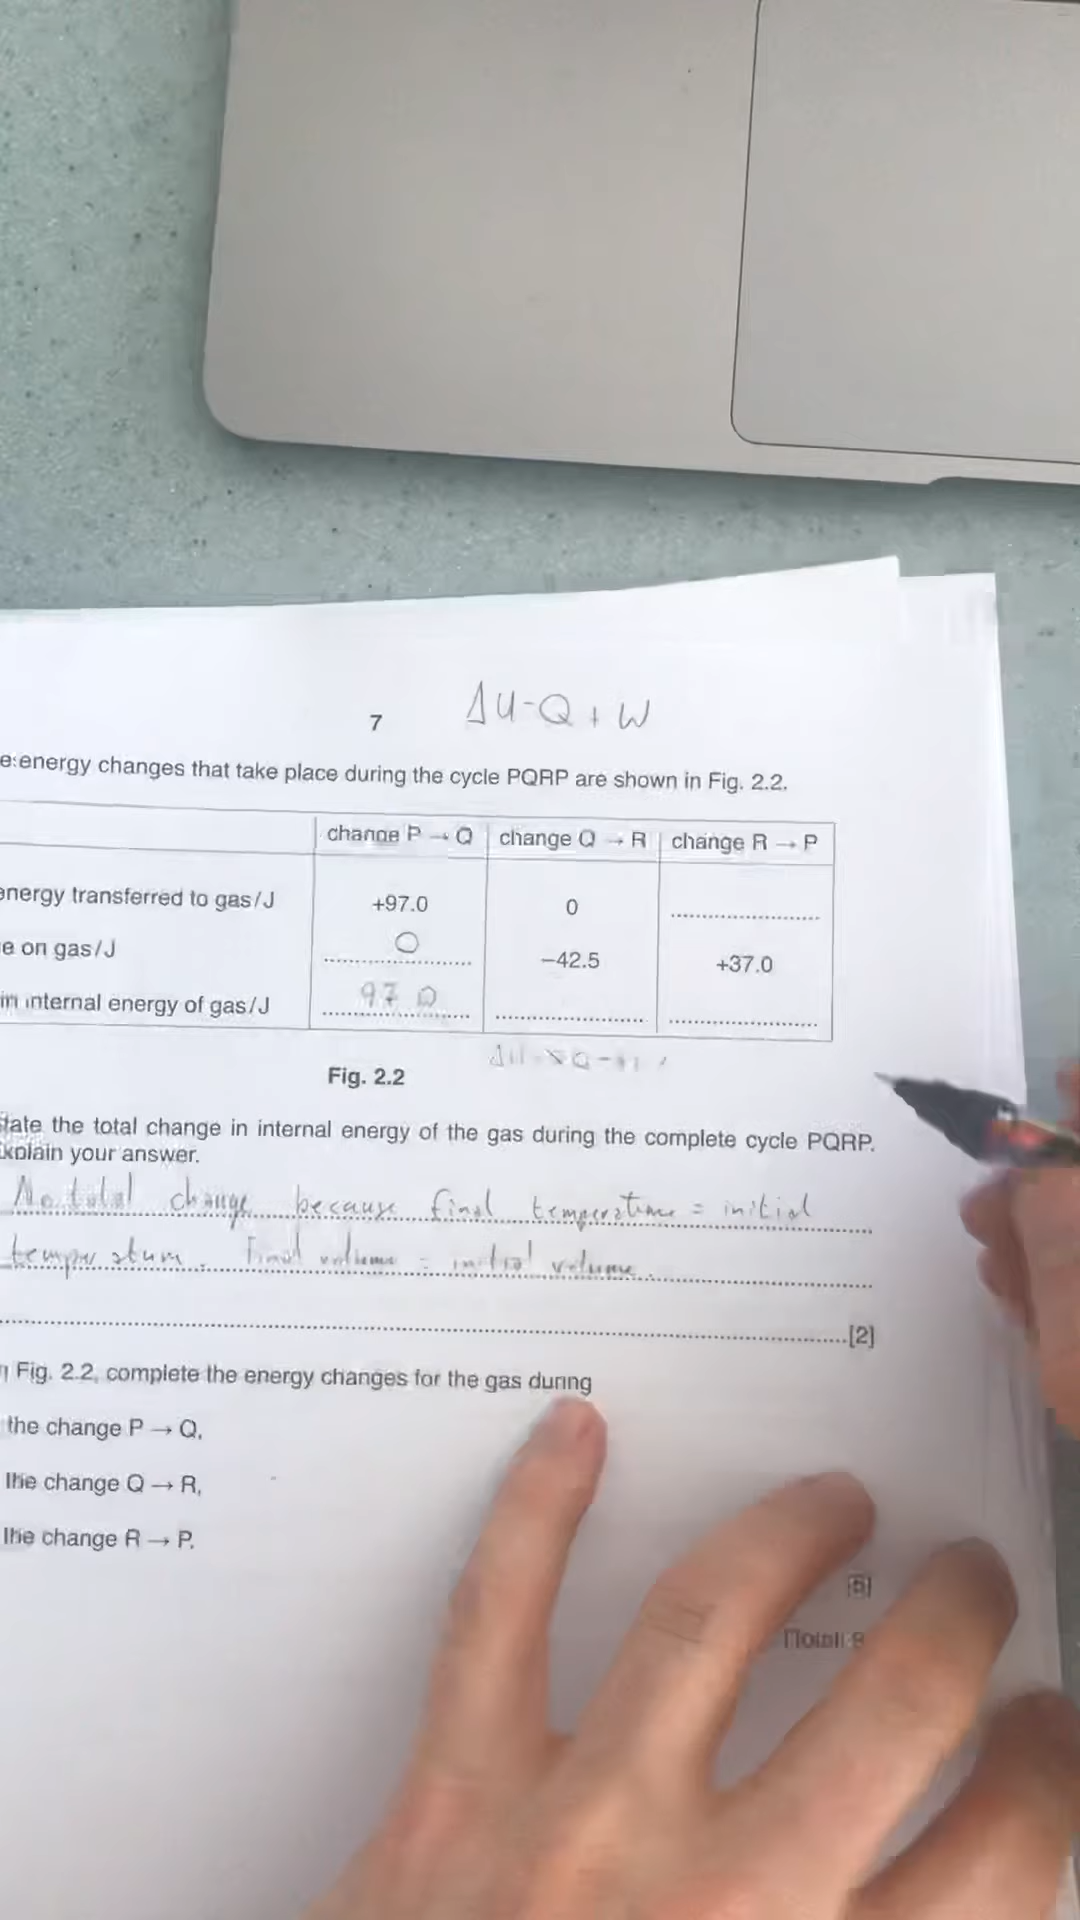 7 ΔU-Q+W
energy changes that take place during the cycle PQRP are shown in Fig. 2.2.
change P → Q change Q → R change R → P
energy transferred to gas/J +97.0 0
e on gas/J 0 −42.5 +37.0
in internal energy of gas/J 97 0
Fig. 2.2
tate the total change in internal energy of the gas during the complete cycle PQRP.
xplain your answer.
No total change because final temperature = initial
temperature. Final volume = initial volume.
[2]
Fig. 2.2, complete the energy changes for the gas during
the change P → Q,
the change Q → R,
the change R → P.
[5]